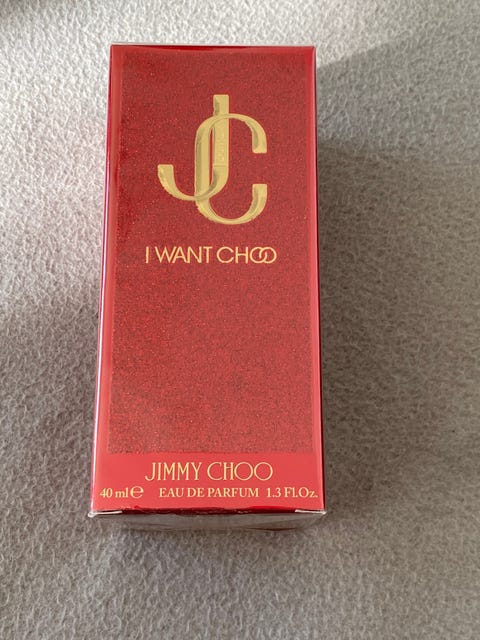 JC
I WANT CHOO
JIMMY CHOO
40 ml℮ EAU DE PARFUM 1.3 Fl.Oz.